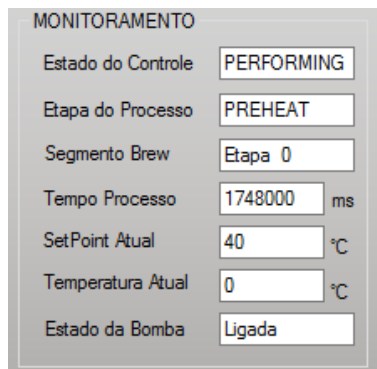 MONITORAMENTO
Estado do Controle PERFORMING
Etapa do Processo PREHEAT
Segmento Brew Etapa 0
Tempo Processo 1748000 ms
SetPoint Atual 40 °C
Temperatura Atual 0 °C
Estado da Bomba Ligada